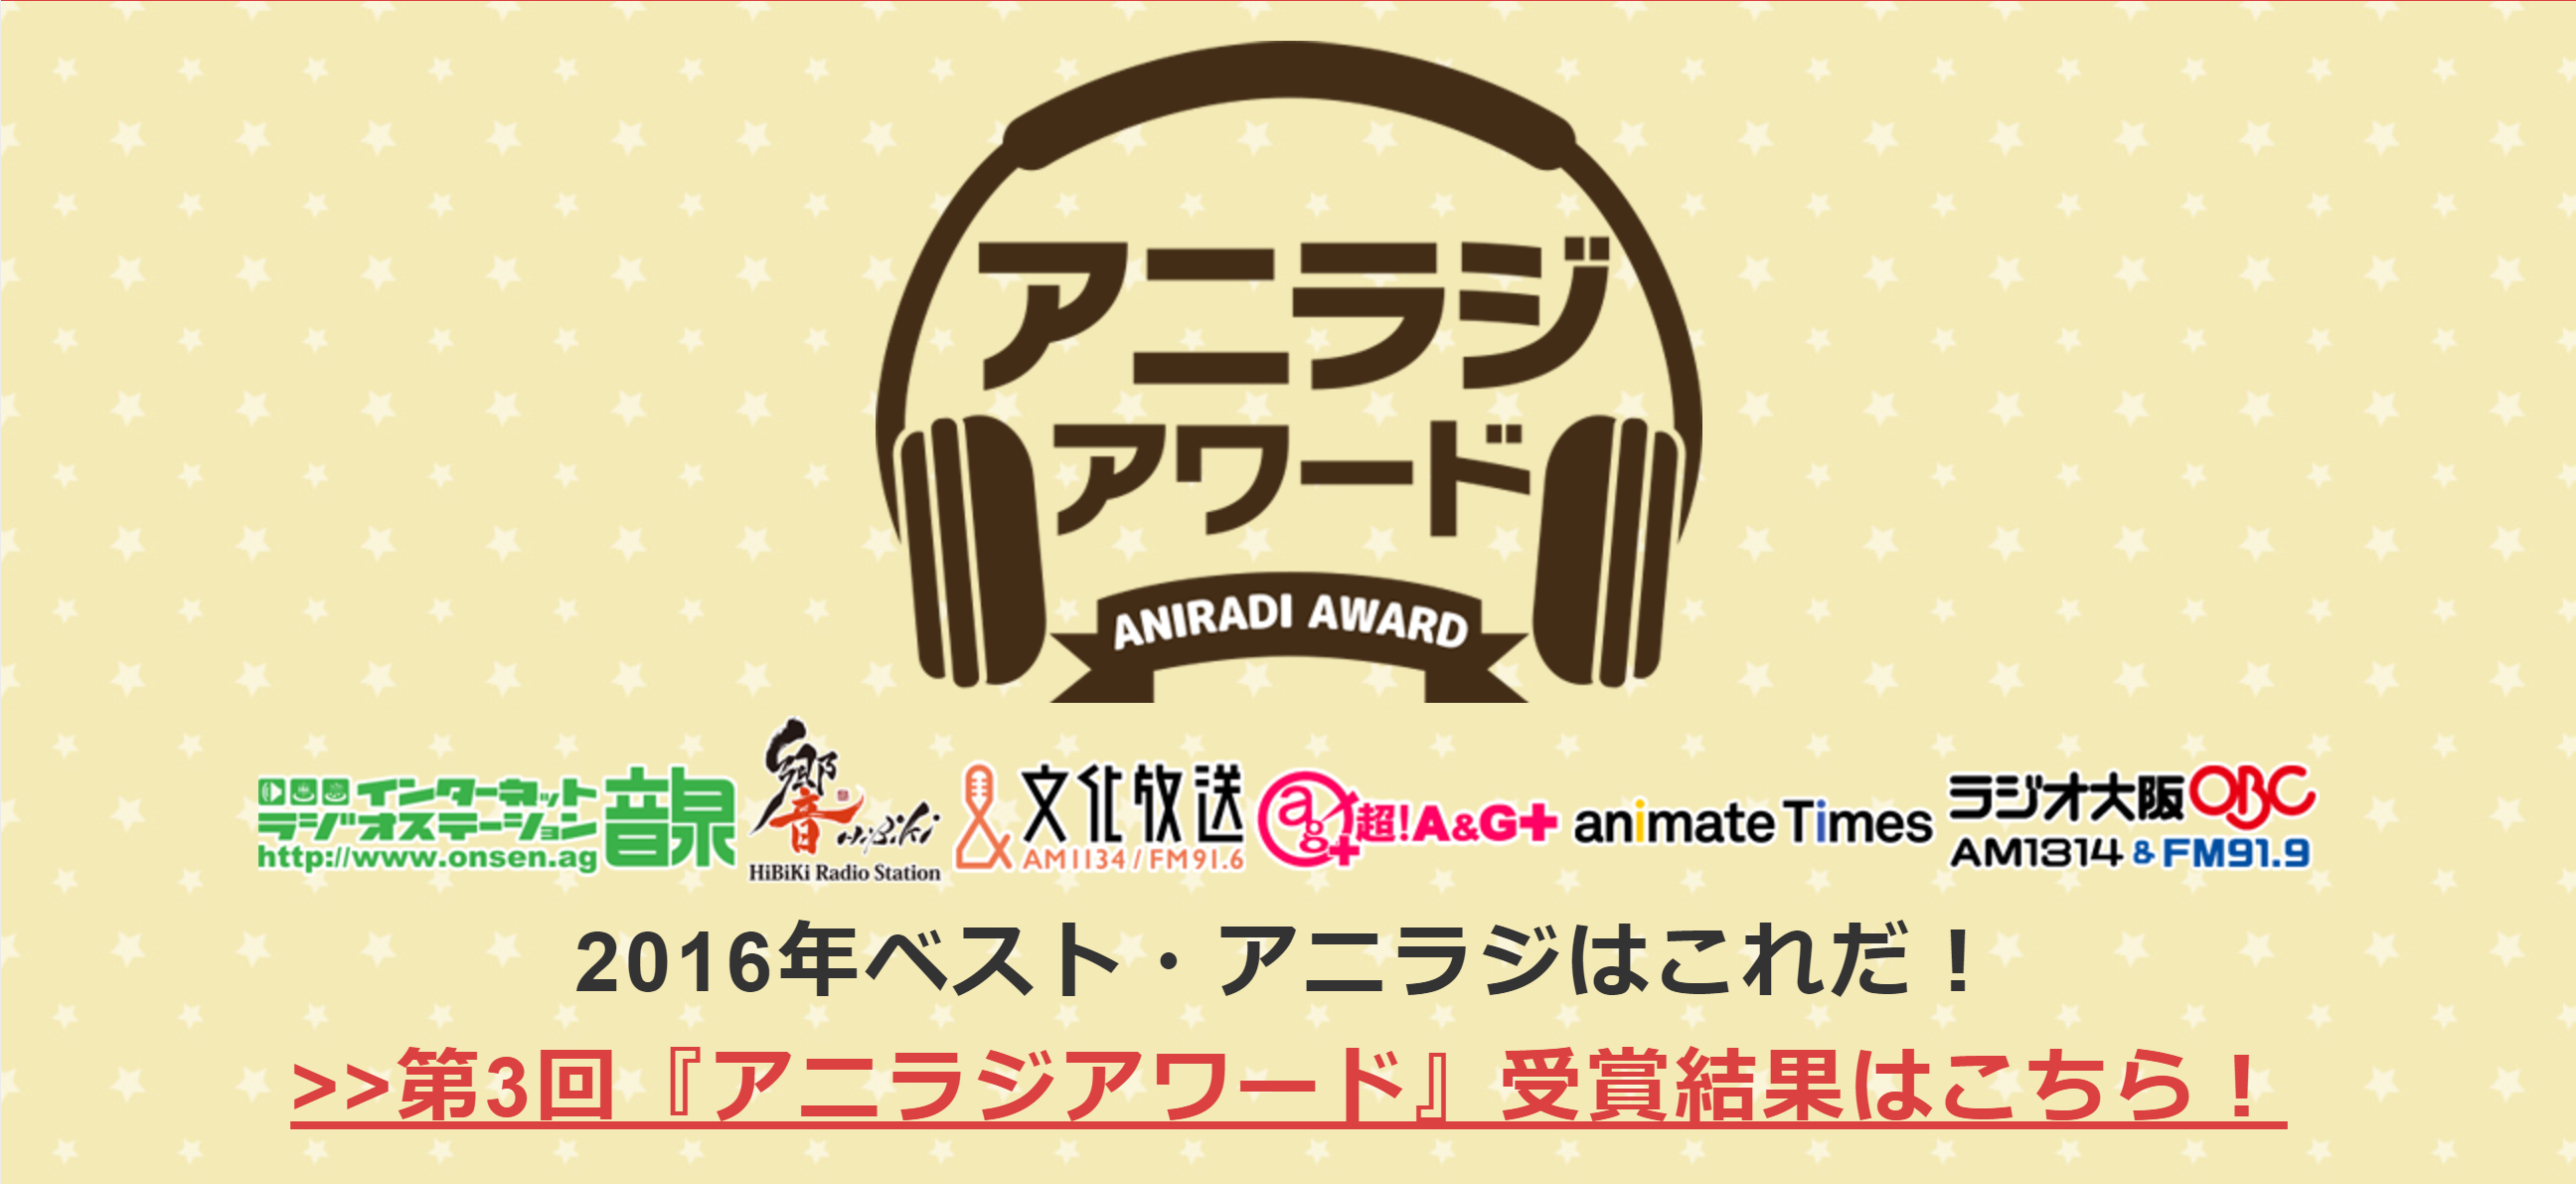 アニラジ
アワード
ANIRADI AWARD
インターネット
ラジオステーション
http://www.onsen.ag
音泉
響
HiBiKi
HiBiKi Radio Station
文化放送
AM1134 / FM91.6
ag+
超!A&G+
animate Times
ラジオ大阪OBC
AM1314 & FM91.9
2016年ベスト・アニラジはこれだ！
>>第3回『アニラジアワード』受賞結果はこちら！